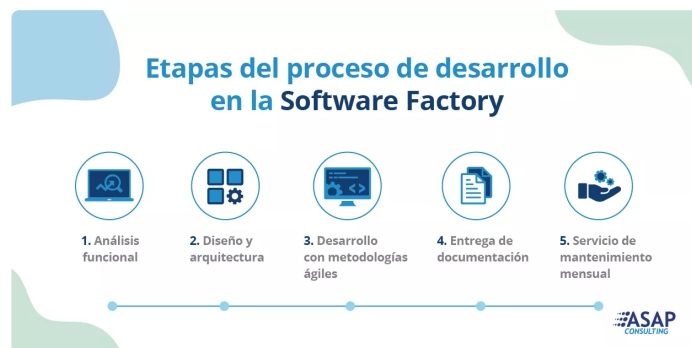 Etapas del proceso de desarrollo
en la Software Factory
1. Análisis
funcional
2. Diseño y
arquitectura
3. Desarrollo
con metodologías
ágiles
4. Entrega de
documentación
5. Servicio de
mantenimiento
mensual
ASAP
CONSULTING